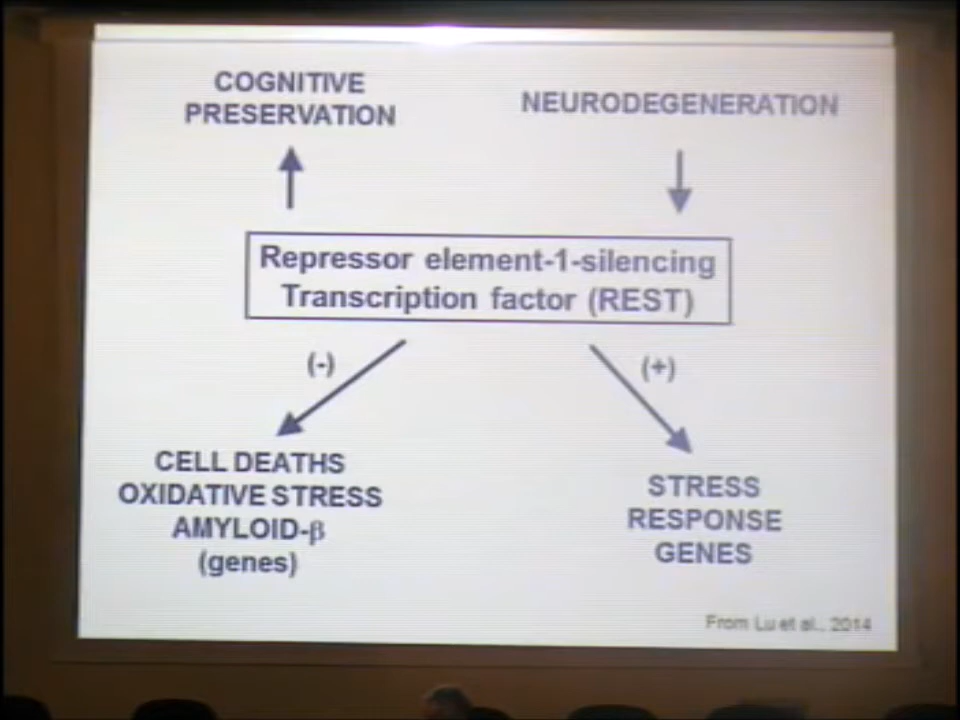 COGNITIVE
PRESERVATION
NEURODEGENERATION
Repressor element-1-silencing
Transcription factor (REST)
(-)
(+)
CELL DEATHS
OXIDATIVE STRESS
AMYLOID-β
(genes)
STRESS
RESPONSE
GENES
From Lu et al., 2014